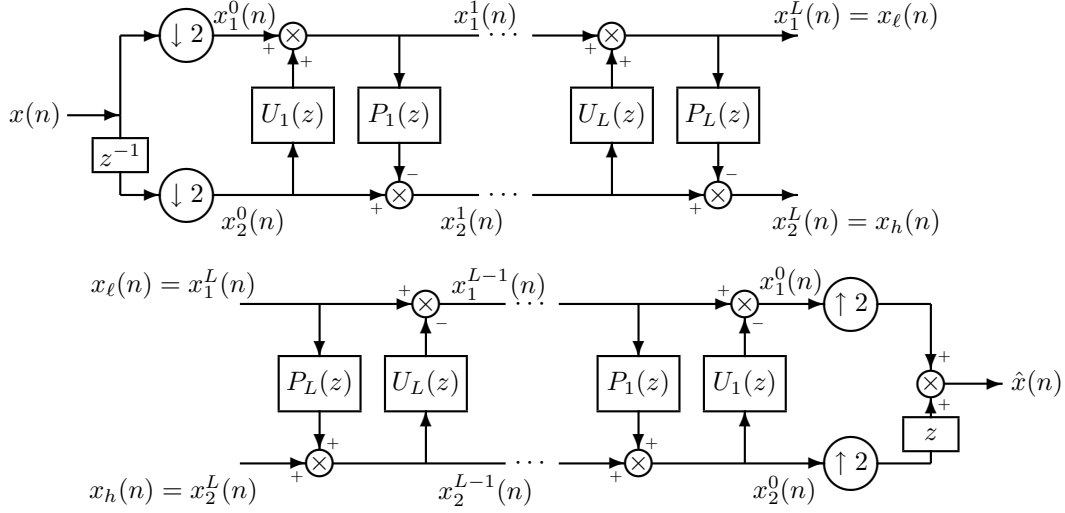 x_1^0(n) x_1^1(n) x_1^L(n) = x_ℓ(n)
↓ 2 + × + ··· + × +
x(n) U_1(z) P_1(z) U_L(z) P_L(z)
z^{-1}
↓ 2 + × − ··· + × −
x_2^0(n) x_2^1(n) x_2^L(n) = x_h(n)
x_ℓ(n) = x_1^L(n) x_1^{L-1}(n) x_1^0(n)
+ × − ··· + × − ↑ 2
P_L(z) U_L(z) P_1(z) U_1(z) + × + x̂(n)
z
+ × + ··· + × + ↑ 2
x_h(n) = x_2^L(n) x_2^{L-1}(n) x_2^0(n)